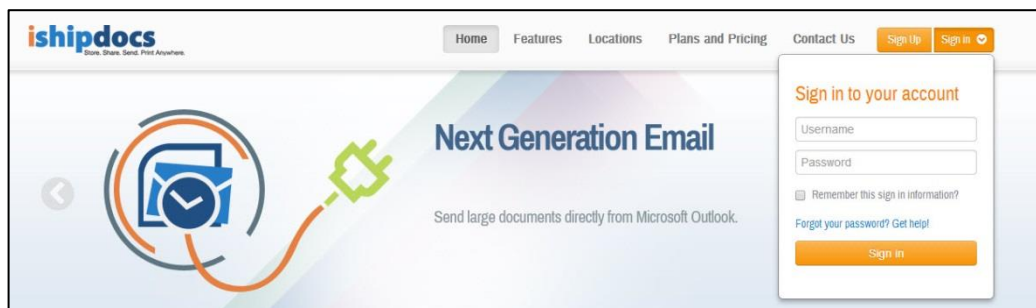 ishipdocs
Store. Share. Send. Print Anywhere.
Home Features Locations Plans and Pricing Contact Us Sign Up Sign in
Next Generation Email
Send large documents directly from Microsoft Outlook.
Sign in to your account
Username
Password
Remember this sign in information?
Forgot your password? Get help!
Sign in